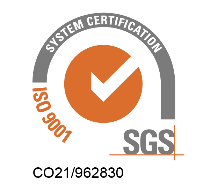 SYSTEM CERTIFICATION
ISO 9001
SGS
CO21/962830